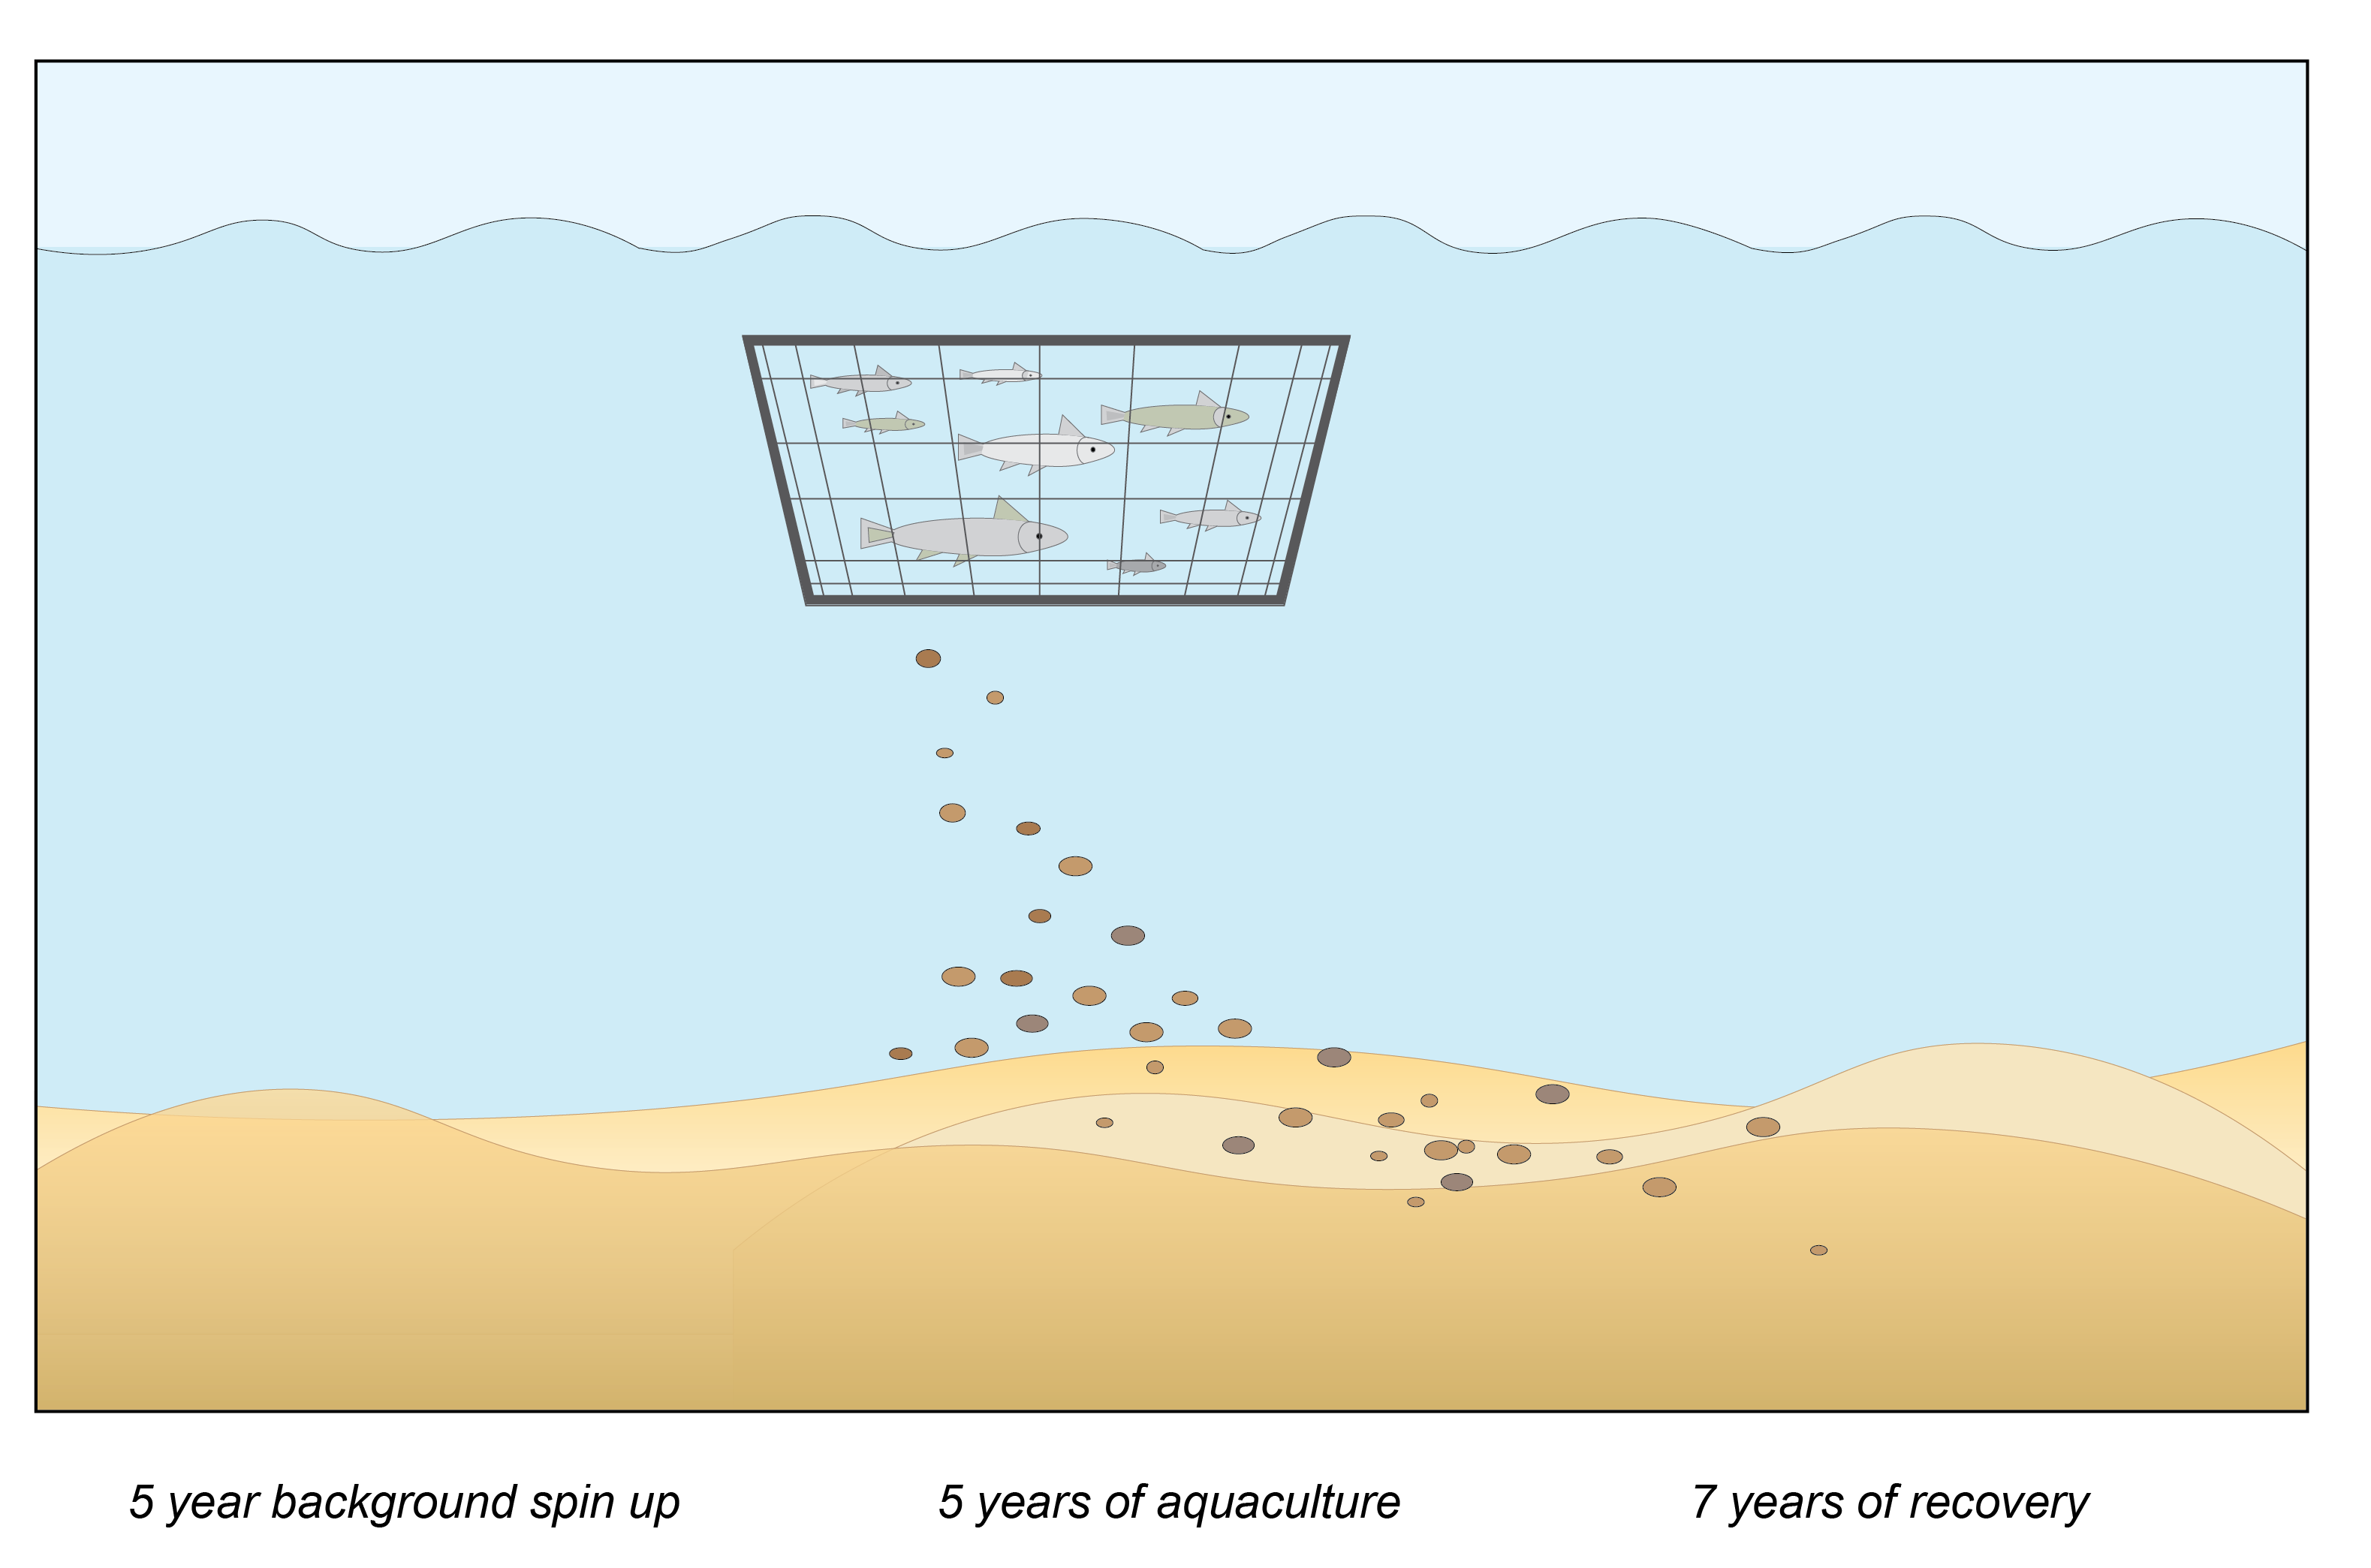 5 year background spin up
5 years of aquaculture
7 years of recovery